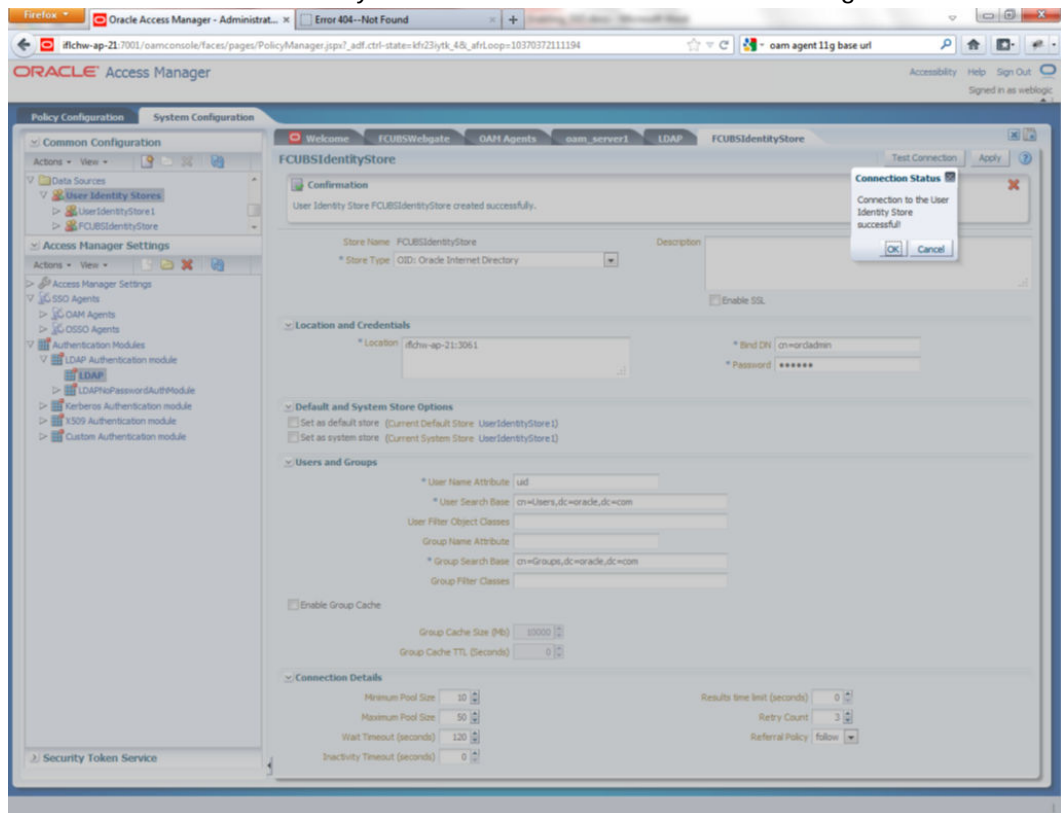 Firefox
Oracle Access Manager - Administrat...
Error 404--Not Found
iflchw-ap-21:7001/oamconsole/faces/pages/PolicyManager.jspx?_adf.ctrl-state=kfr23iytk_4&_afrLoop=10370372111194
oam agent 11g base url
ORACLE Access Manager
Accessibility Help Sign Out
Signed in as weblogic
Policy Configuration System Configuration
Common Configuration
Actions View
Data Sources
User Identity Stores
UserIdentityStore1
FCUBSIdentityStore
Access Manager Settings
Actions View
Access Manager Settings
SSO Agents
OAM Agents
OSSO Agents
Authentication Modules
LDAP Authentication module
LDAP
LDAPNoPasswordAuthModule
Kerberos Authentication module
X509 Authentication module
Custom Authentication module
Security Token Service
Welcome FCUBSWebgate OAM Agents oam_server1 LDAP FCUBSIdentityStore
FCUBSIdentityStore
Test Connection Apply
Confirmation
User Identity Store FCUBSIdentityStore created successfully.
Connection Status
Connection to the User
Identity Store
successful!
OK Cancel
Store Name FCUBSIdentityStore
Description
* Store Type OID: Oracle Internet Directory
Enable SSL
Location and Credentials
* Location iflchw-ap-21:3061
* Bind DN cn=orcladmin
* Password ●●●●●●
Default and System Store Options
Set as default store (Current Default Store UserIdentityStore1)
Set as system store (Current System Store UserIdentityStore1)
Users and Groups
* User Name Attribute uid
* User Search Base cn=Users,dc=oracle,dc=com
User Filter Object Classes
Group Name Attribute
* Group Search Base cn=Groups,dc=oracle,dc=com
Group Filter Classes
Enable Group Cache
Group Cache Size (Mb) 10000
Group Cache TTL (Seconds) 0
Connection Details
Minimum Pool Size 10
Results time limit (seconds) 0
Maximum Pool Size 50
Retry Count 3
Wait Timeout (seconds) 120
Referral Policy follow
Inactivity Timeout (seconds) 0